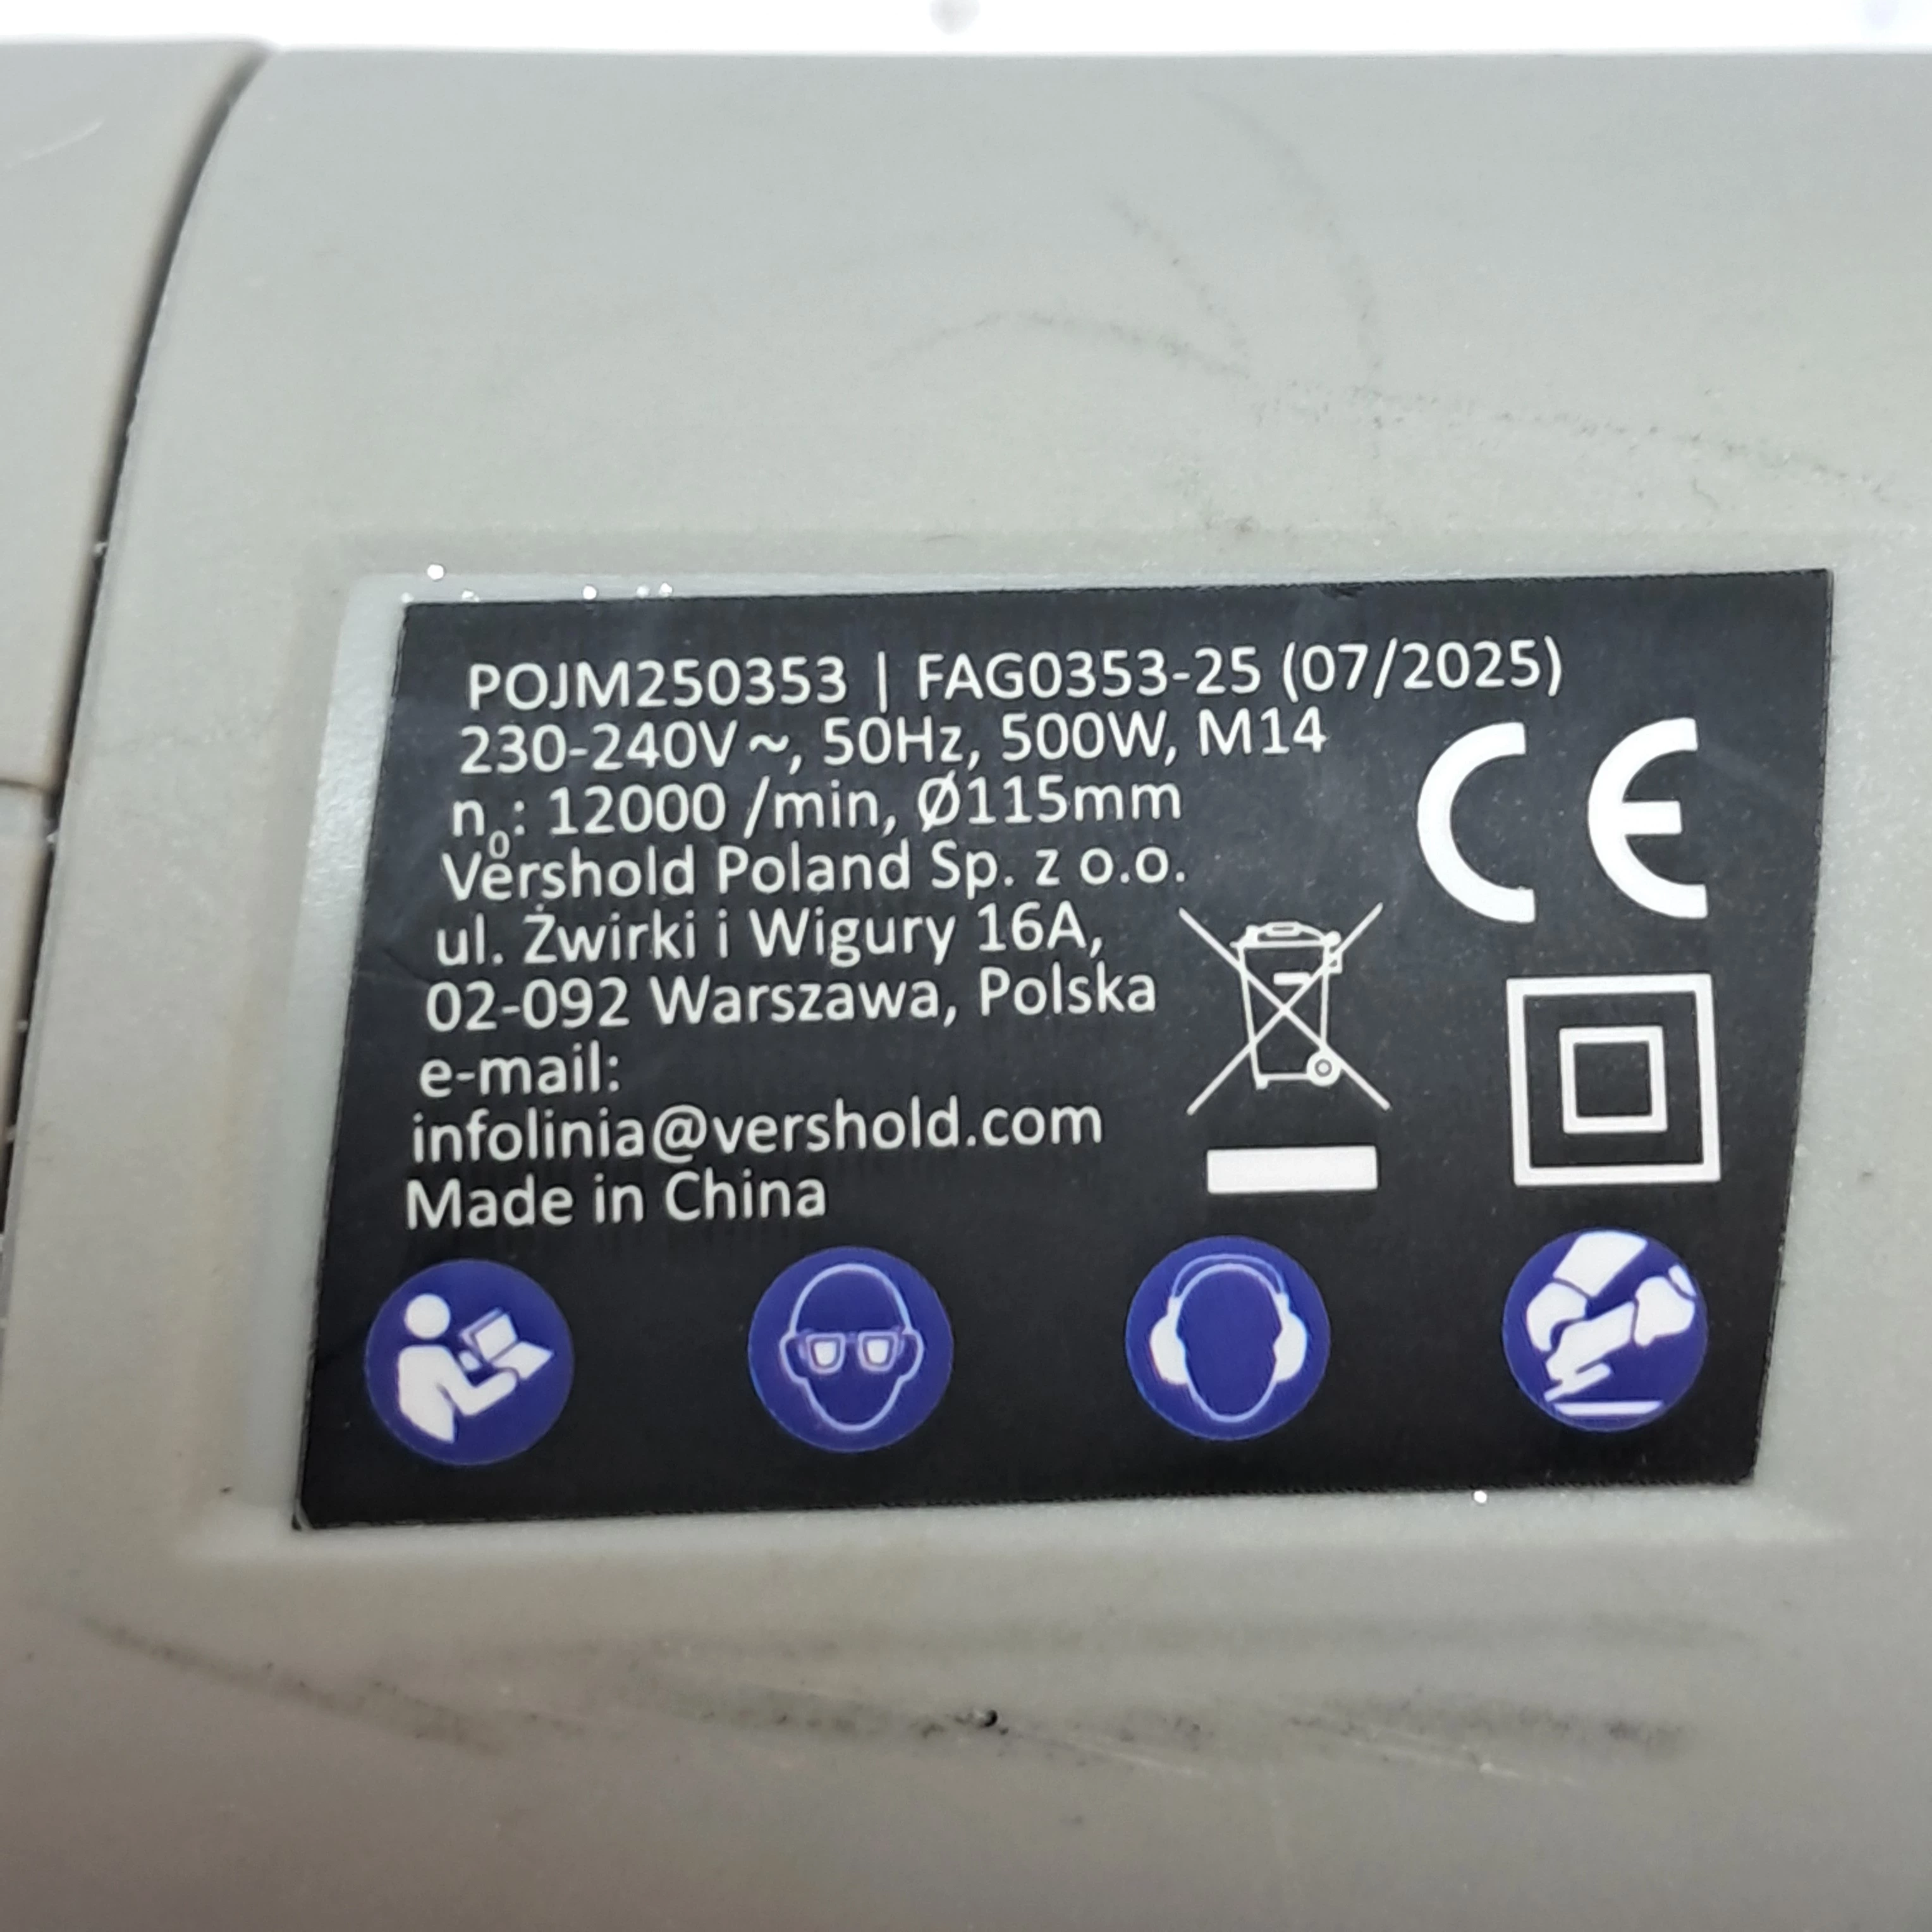 POJM250353 | FAG0353-25 (07/2025)
230-240V~, 50Hz, 500W, M14
n₀: 12000 /min, Ø115mm
Vershold Poland Sp. z o.o.
ul. Żwirki i Wigury 16A,
02-092 Warszawa, Polska
e-mail:
infolinia@vershold.com
Made in China
CE